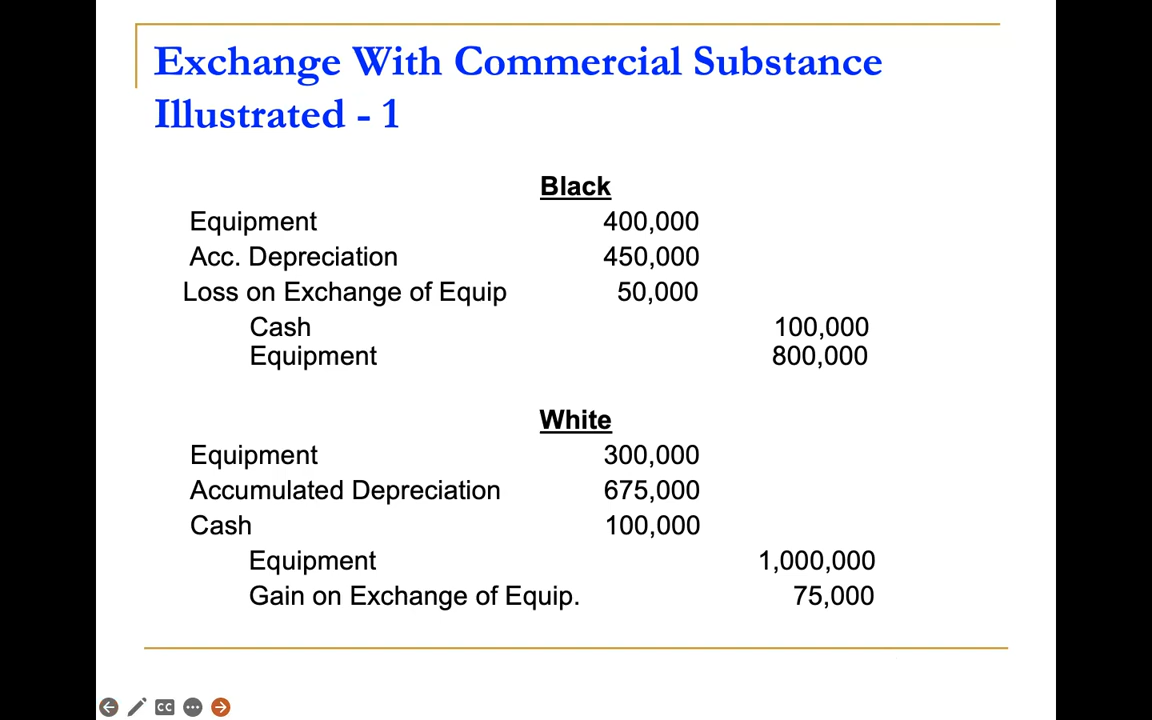 Exchange With Commercial Substance
Illustrated - 1
Black
Equipment 400,000
Acc. Depreciation 450,000
Loss on Exchange of Equip 50,000
Cash 100,000
Equipment 800,000
White
Equipment 300,000
Accumulated Depreciation 675,000
Cash 100,000
Equipment 1,000,000
Gain on Exchange of Equip. 75,000
CC